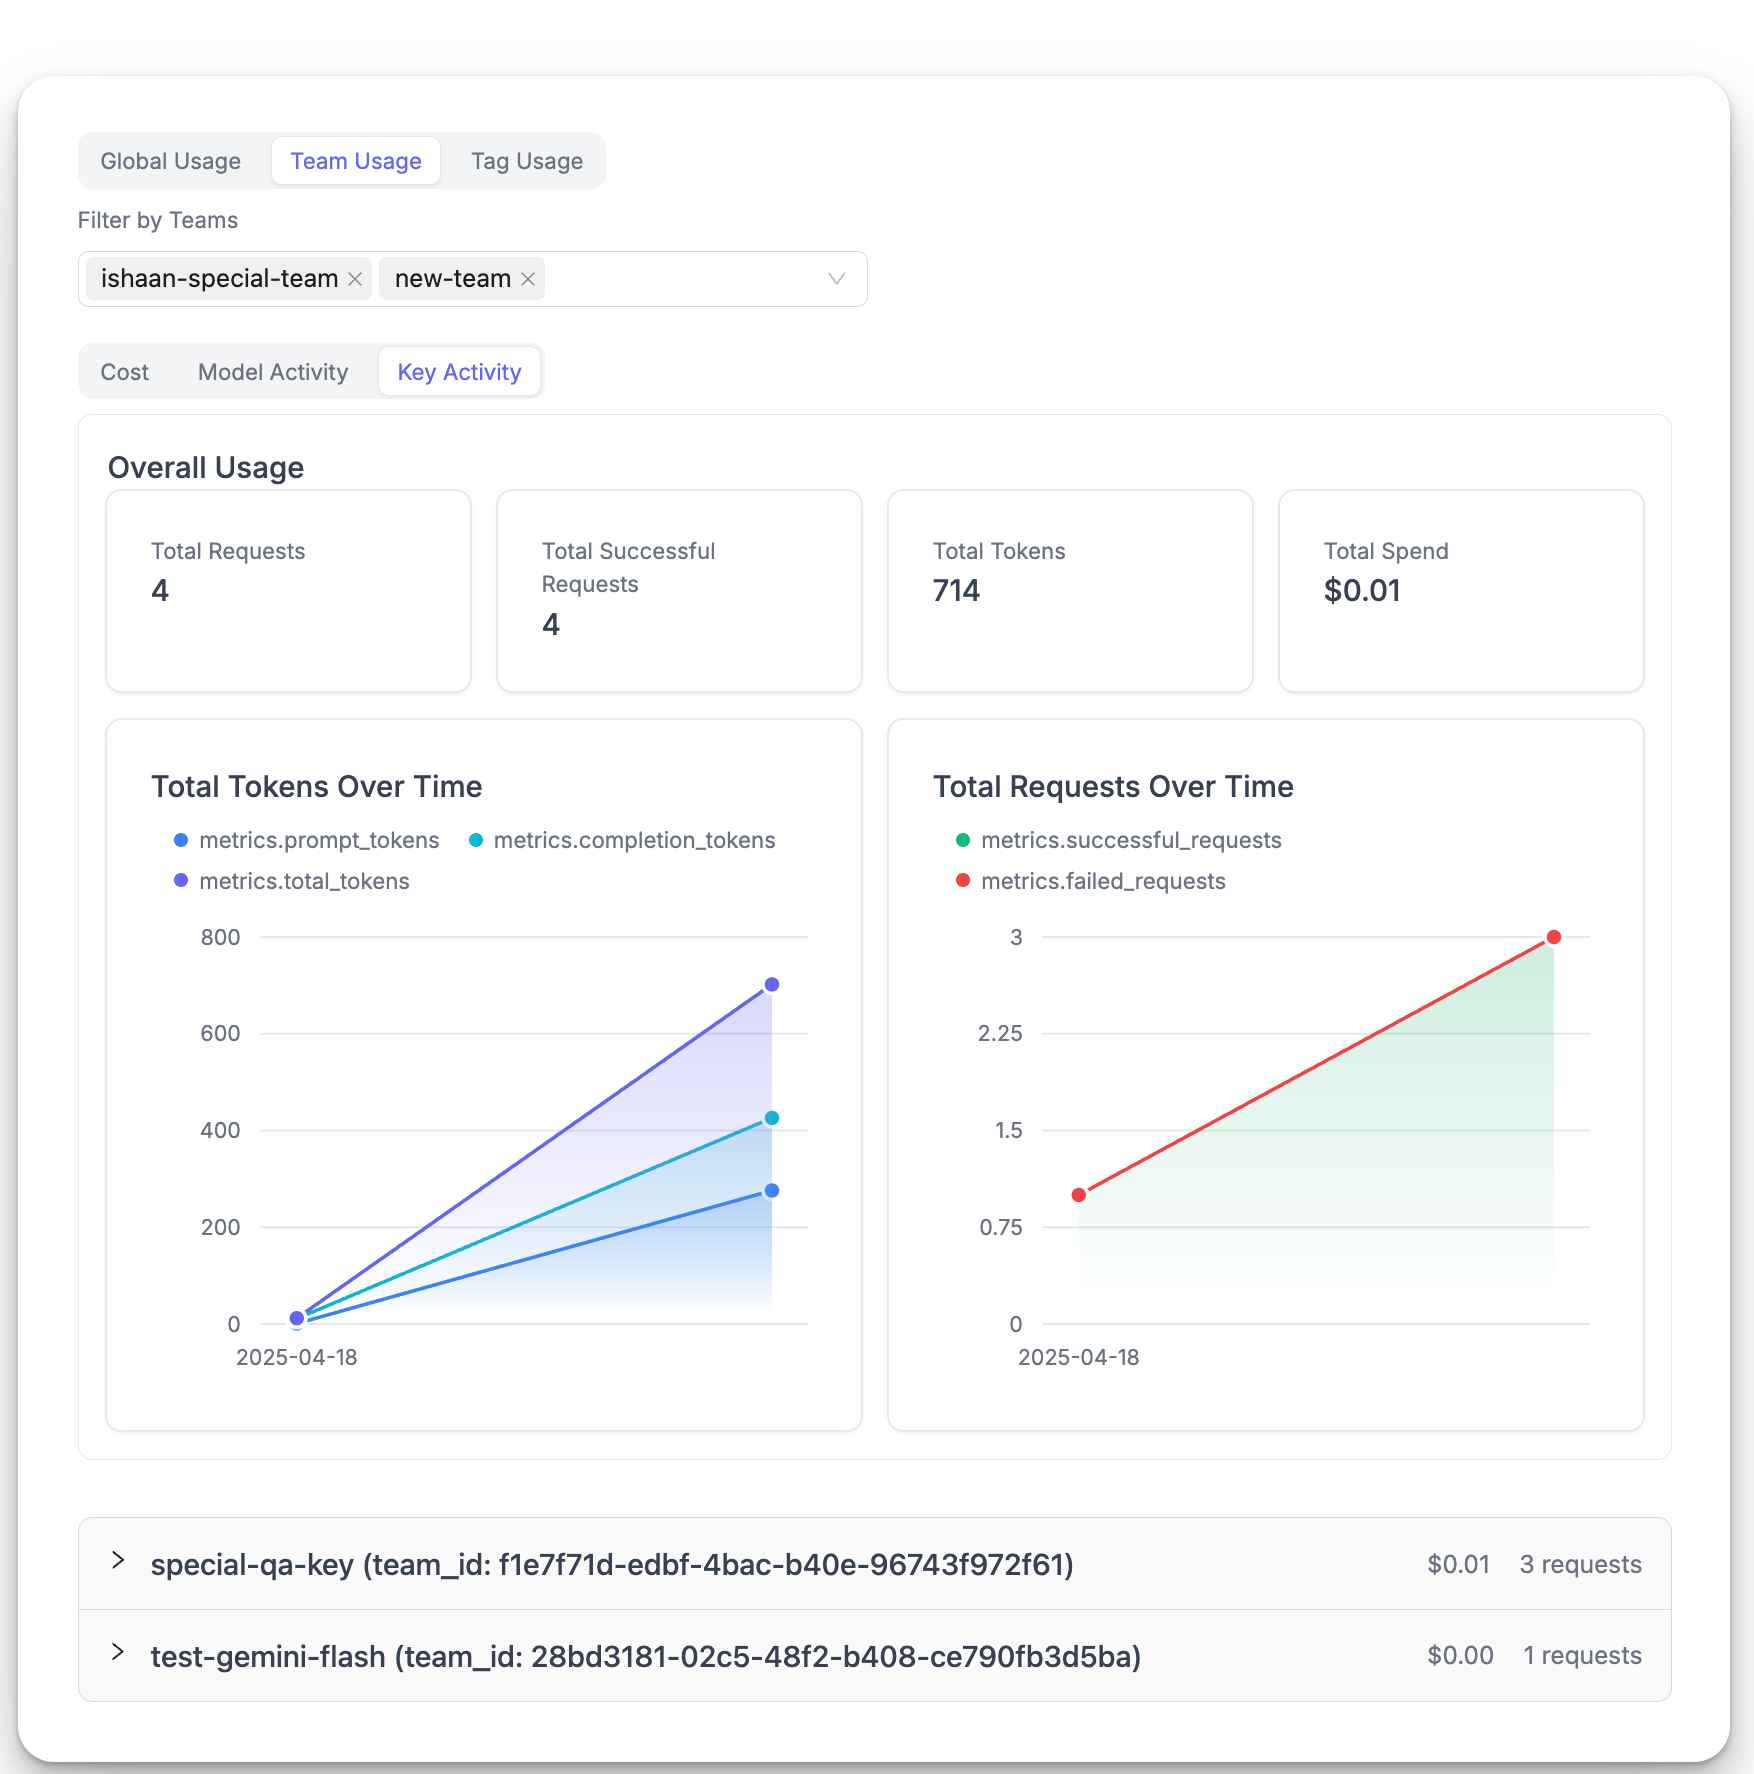 Global Usage Team Usage Tag Usage
Filter by Teams
ishaan-special-team new-team
Cost Model Activity Key Activity
Overall Usage
Total Requests
4
Total Successful
Requests
4
Total Tokens
714
Total Spend
$0.01
Total Tokens Over Time
metrics.prompt_tokens metrics.completion_tokens
metrics.total_tokens
800
600
400
200
0
2025-04-18
Total Requests Over Time
metrics.successful_requests
metrics.failed_requests
3
2.25
1.5
0.75
0
2025-04-18
special-qa-key (team_id: f1e7f71d-edbf-4bac-b40e-96743f972f61) $0.01 3 requests
test-gemini-flash (team_id: 28bd3181-02c5-48f2-b408-ce790fb3d5ba) $0.00 1 requests